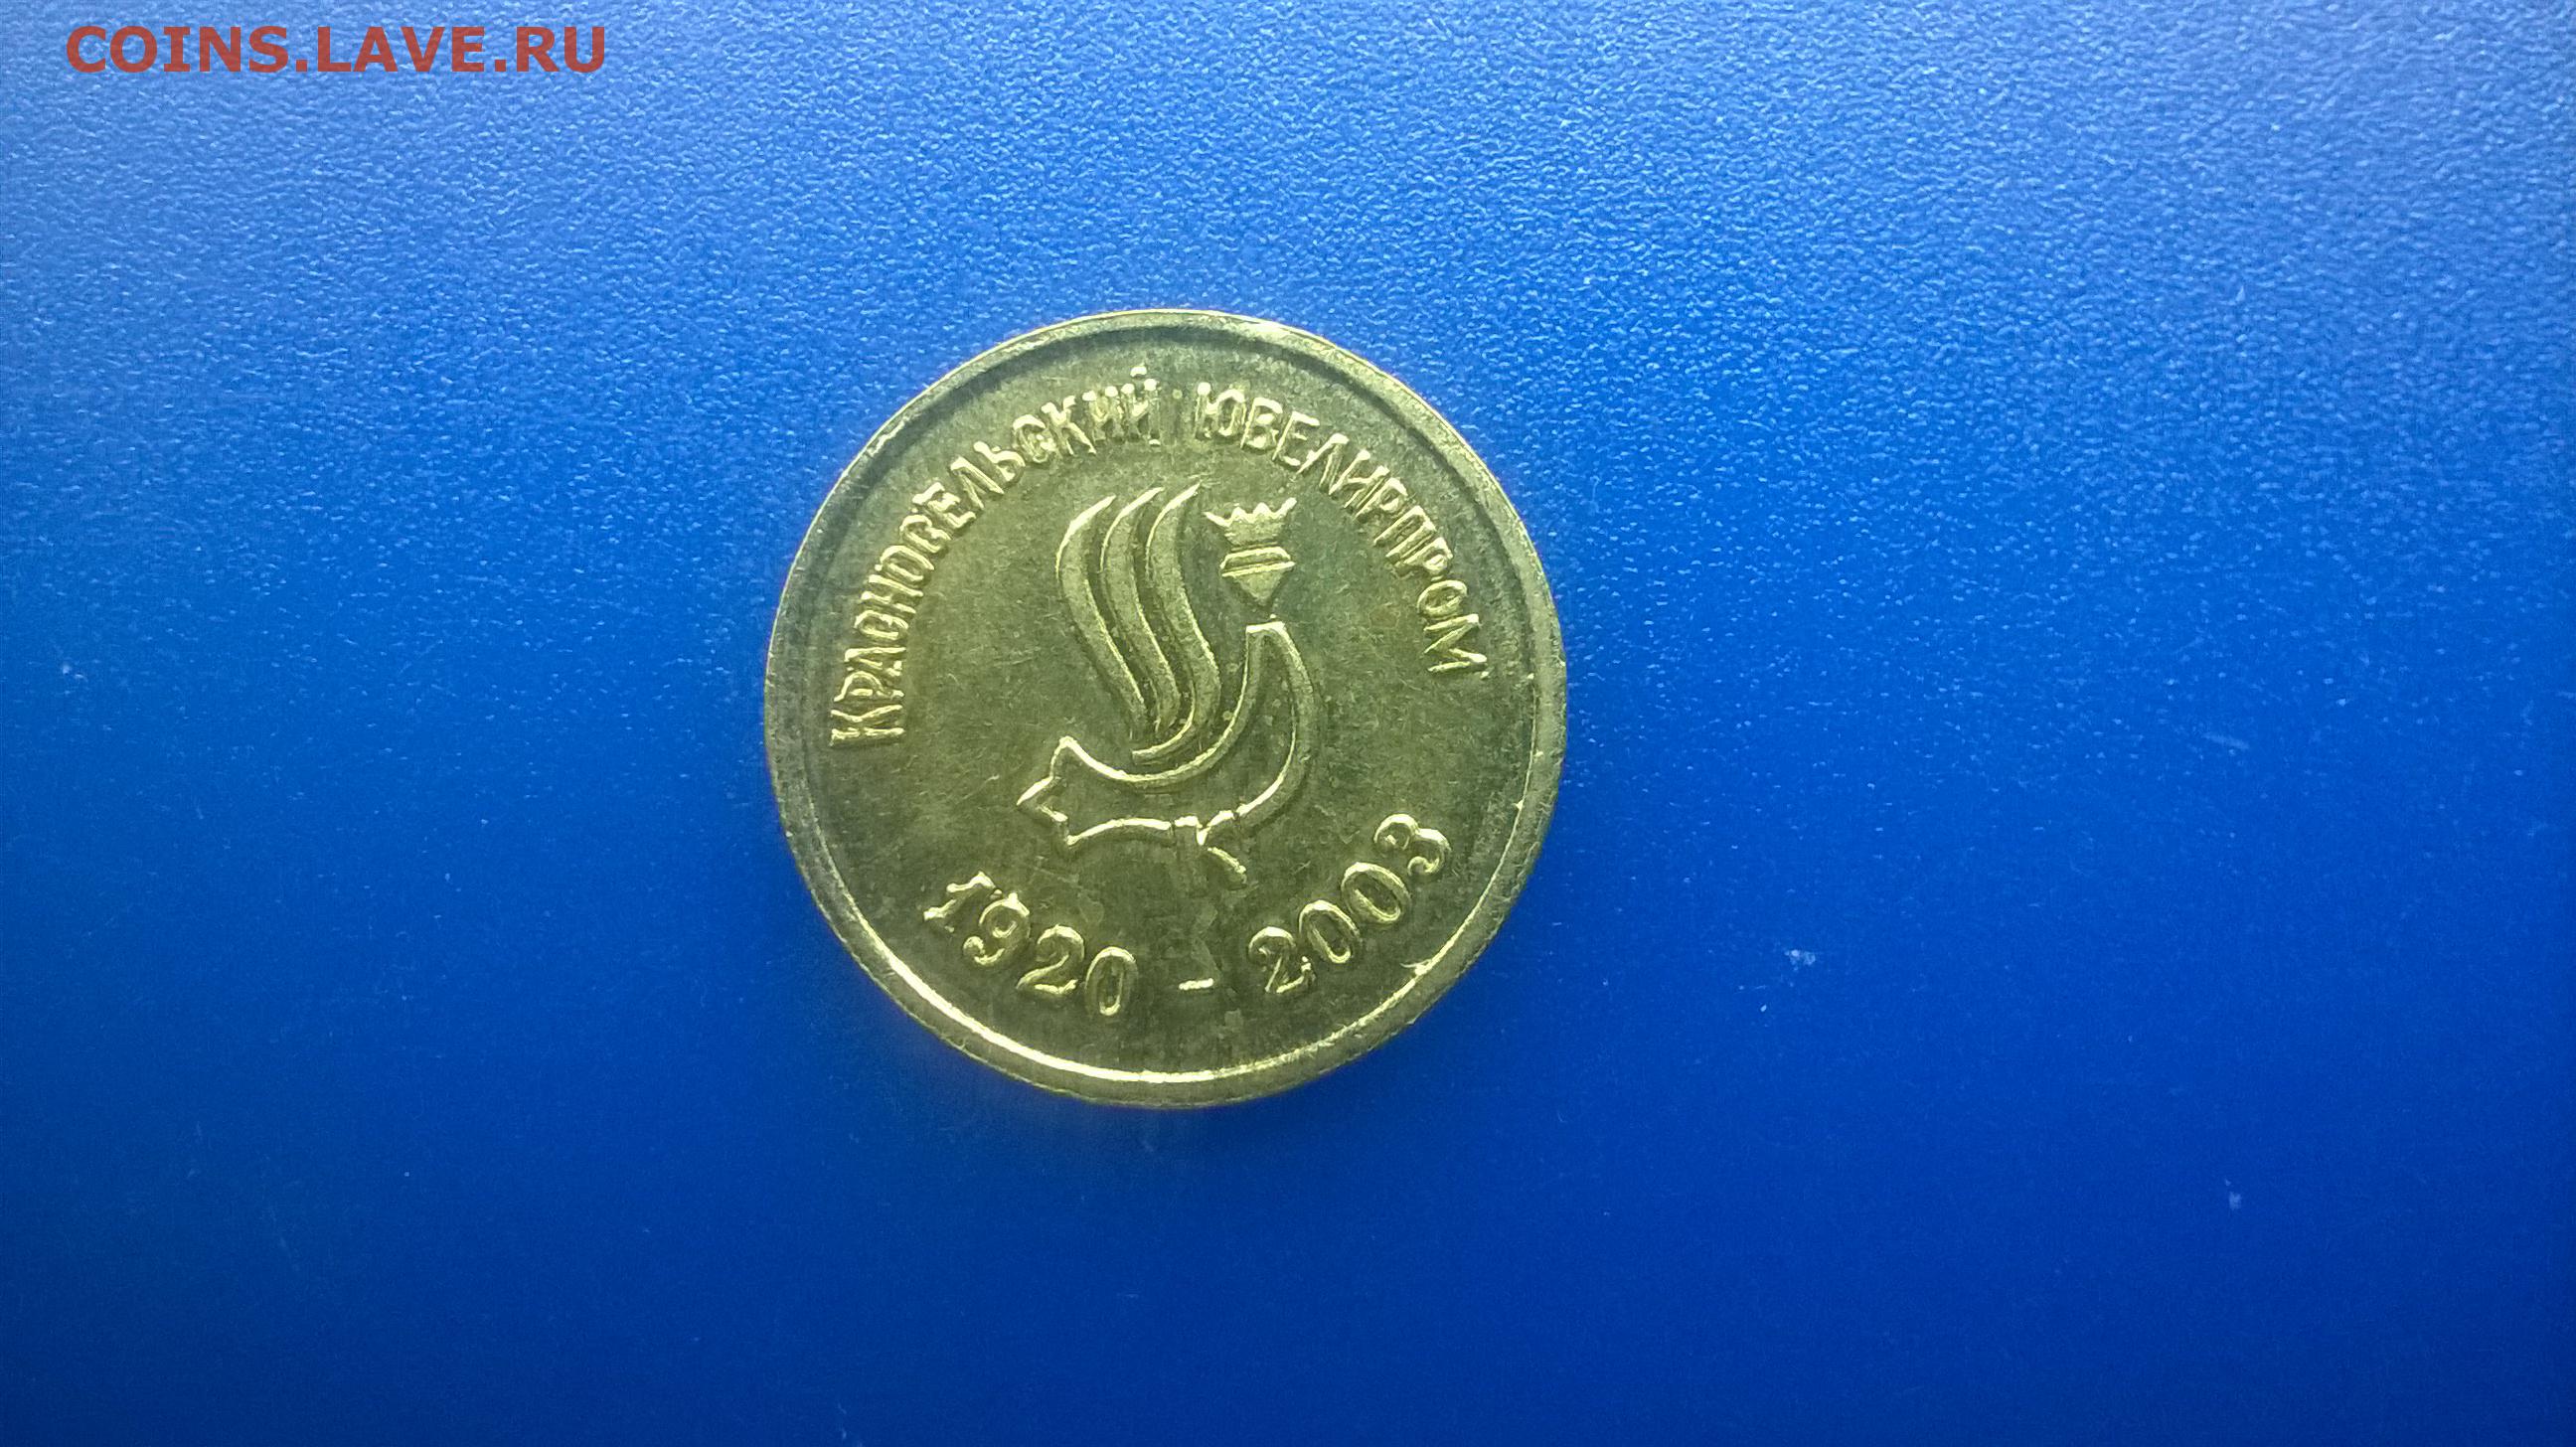 COINS.LAVE.RU
КРАСНОСЕЛЬСКИЙ ЮВЕЛИРПРОМ
1920 - 2003